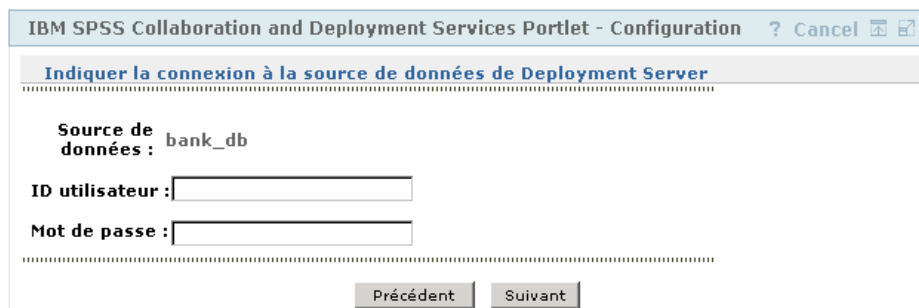 IBM SPSS Collaboration and Deployment Services Portlet - Configuration ? Cancel
Indiquer la connexion à la source de données de Deployment Server
Source de
données : bank_db
ID utilisateur :
Mot de passe :
Précédent Suivant